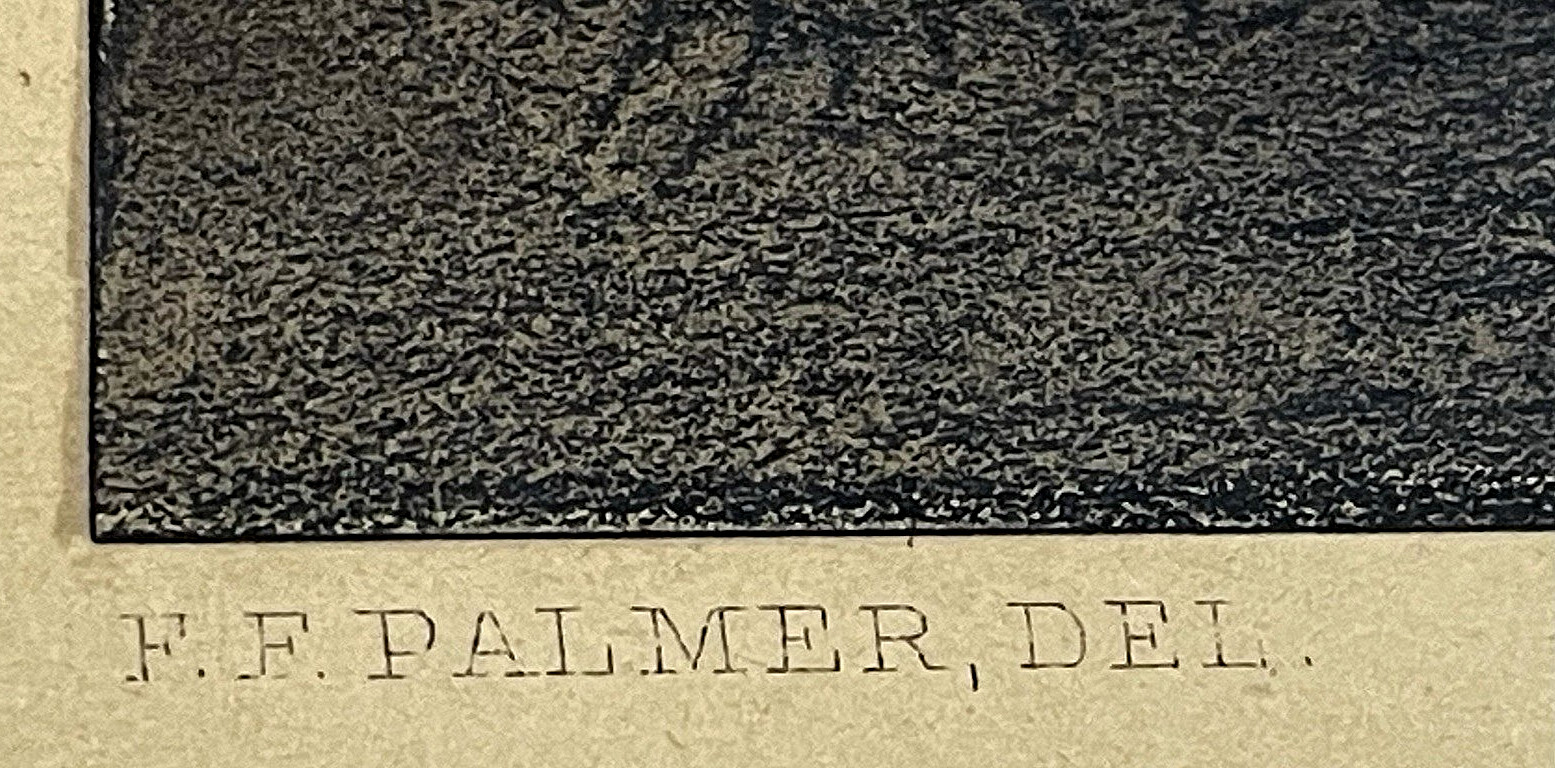 F. F. PALMER, DEL.